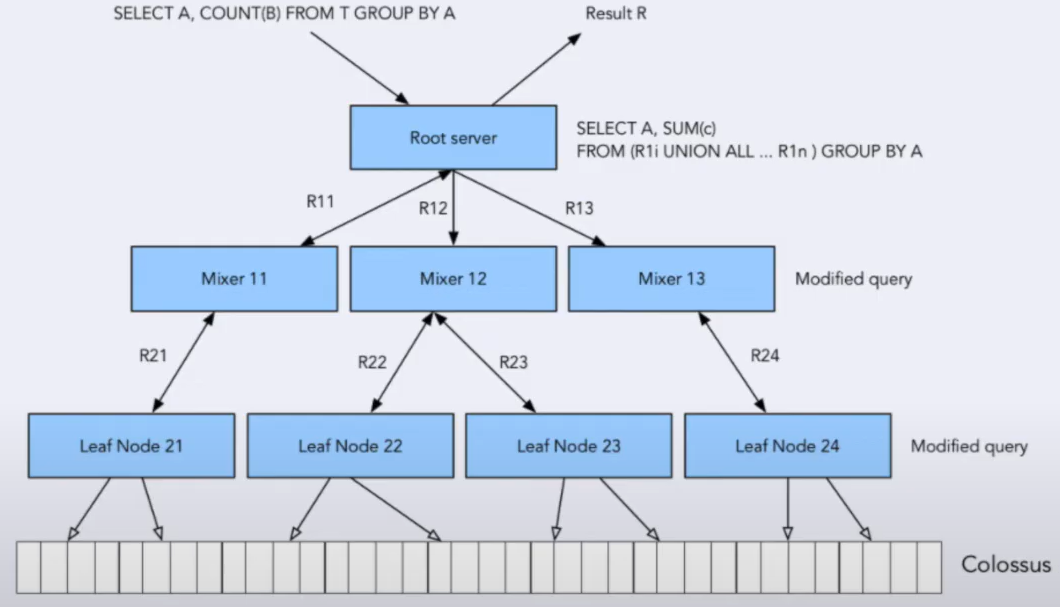 SELECT A, COUNT(B) FROM T GROUP BY A
Result R
Root server
SELECT A, SUM(c)
FROM (R1i UNION ALL ... R1n ) GROUP BY A
R11
R12
R13
Mixer 11
Mixer 12
Mixer 13
Modified query
R21
R22
R23
R24
Leaf Node 21
Leaf Node 22
Leaf Node 23
Leaf Node 24
Modified query
Colossus